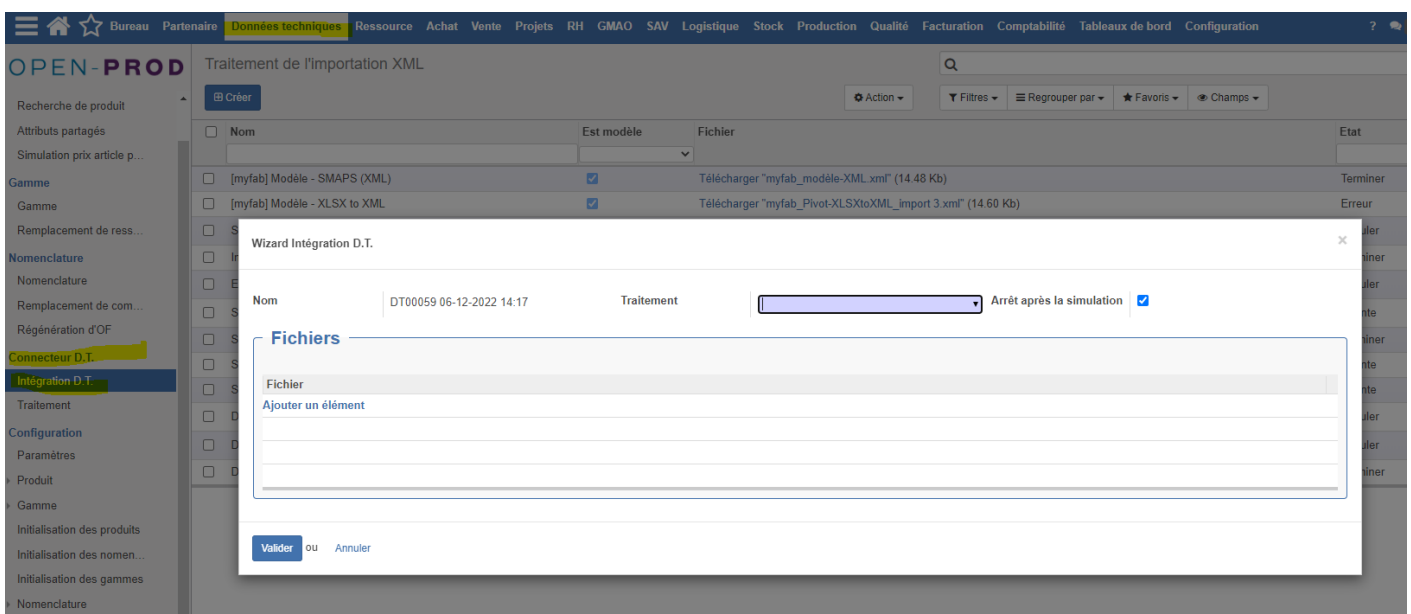 Bureau Partenaire Données techniques Ressource Achat Vente Projets RH GMAO SAV Logistique Stock Production Qualité Facturation Comptabilité Tableaux de bord Configuration ?
OPEN-PROD
Traitement de l'importation XML
Créer
Action
Filtres
Regrouper par
Favoris
Champs
Recherche de produit
Attributs partagés
Simulation prix article p...
Gamme
Gamme
Remplacement de ress...
Nomenclature
Nomenclature
Remplacement de com...
Régénération d'OF
Connecteur D.T.
Intégration D.T.
Traitement
Configuration
Paramètres
Produit
Gamme
Initialisation des produits
Initialisation des nomen...
Initialisation des gammes
Nomenclature
Nom Est modèle Fichier Etat
[myfab] Modèle - SMAPS (XML) Télécharger "myfab_modèle-XML.xml" (14.48 Kb) Terminer
[myfab] Modèle - XLSX to XML Télécharger "myfab_Pivot-XLSXtoXML_import 3.xml" (14.60 Kb) Erreur
Wizard Intégration D.T. ×
Nom DT00059 06-12-2022 14:17 Traitement Arrêt après la simulation
Fichiers
Fichier
Ajouter un élément
Valider ou Annuler